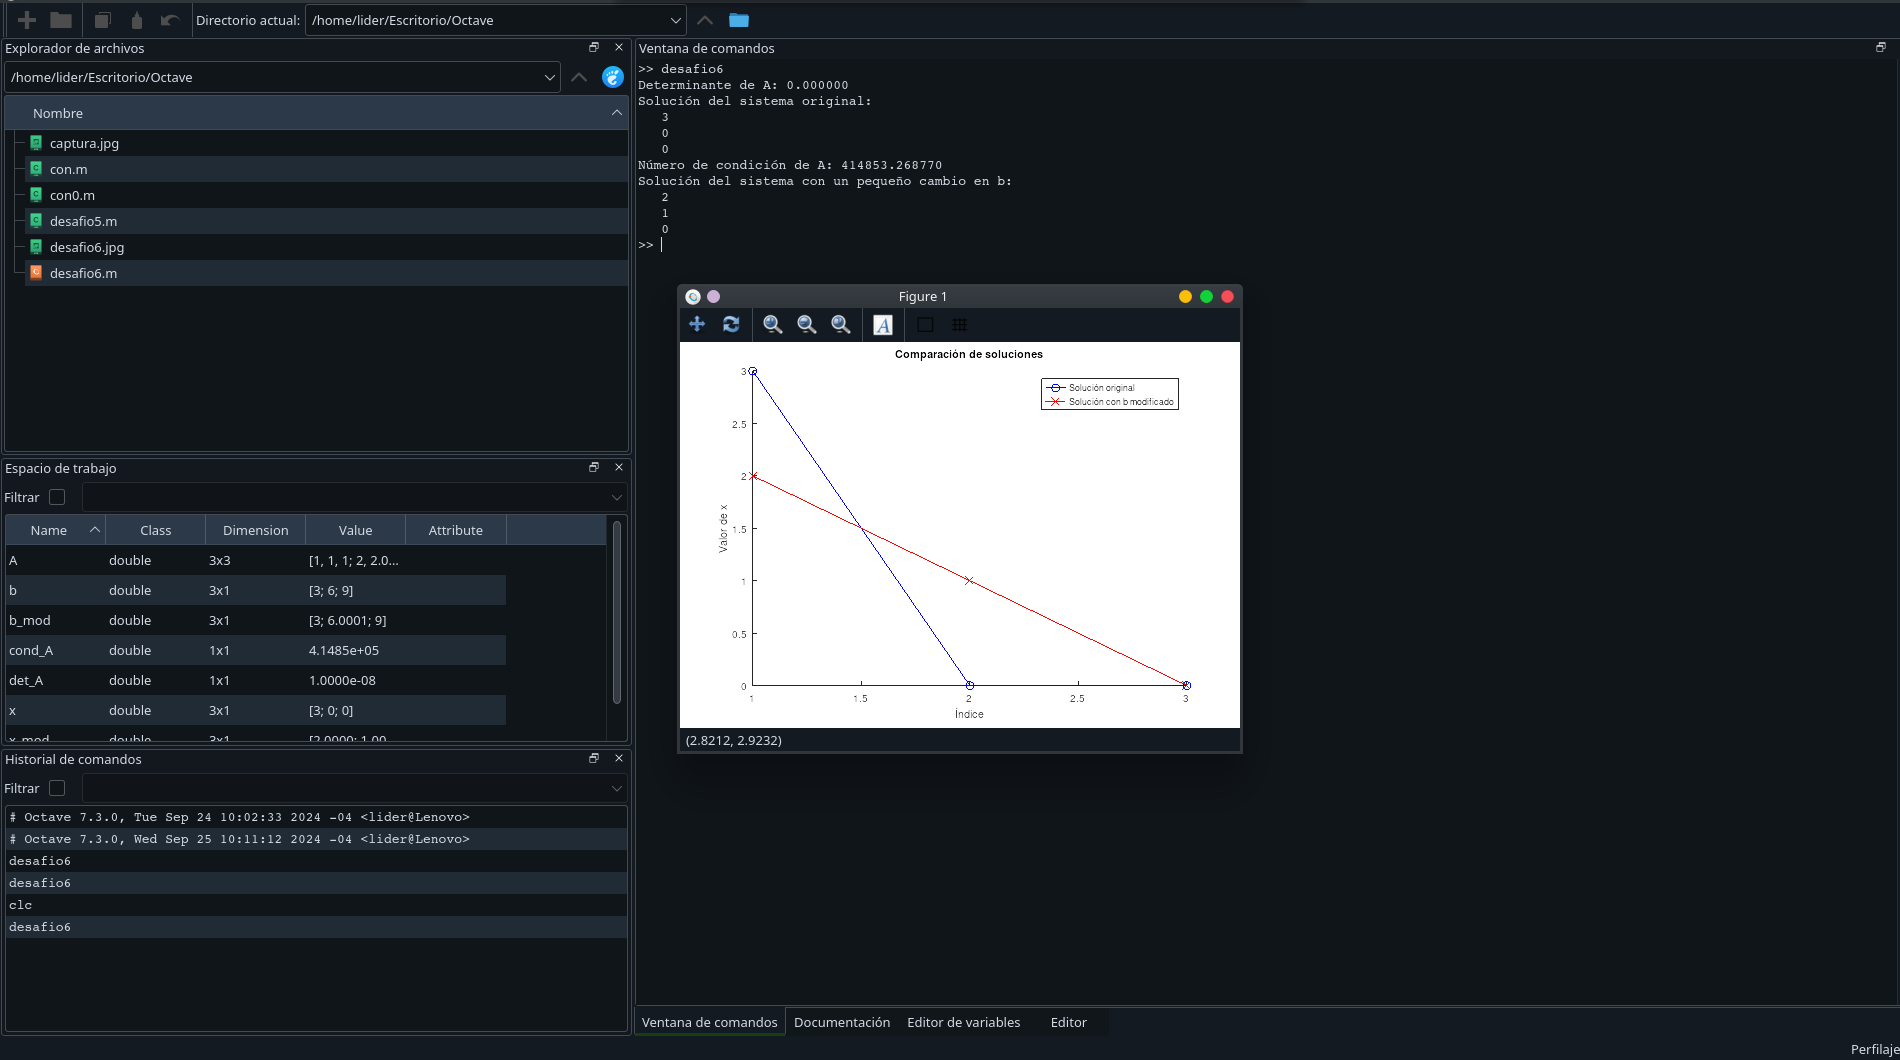 Directorio actual: /home/lider/Escritorio/Octave
Explorador de archivos
/home/lider/Escritorio/Octave
Nombre
captura.jpg
con.m
con0.m
desafio5.m
desafio6.jpg
desafio6.m
Espacio de trabajo
Filtrar
Name Class Dimension Value Attribute
A double 3x3 [1, 1, 1; 2, 2.0...
b double 3x1 [3; 6; 9]
b_mod double 3x1 [3; 6.0001; 9]
cond_A double 1x1 4.1485e+05
det_A double 1x1 1.0000e-08
x double 3x1 [3; 0; 0]
x_mod double 3x1 [2.0000; 1.00...
Historial de comandos
Filtrar
# Octave 7.3.0, Tue Sep 24 10:02:33 2024 -04 <lider@Lenovo>
# Octave 7.3.0, Wed Sep 25 10:11:12 2024 -04 <lider@Lenovo>
desafio6
desafio6
clc
desafio6
Ventana de comandos
>> desafio6
Determinante de A: 0.000000
Solución del sistema original:
3
0
0
Número de condición de A: 414853.268770
Solución del sistema con un pequeño cambio en b:
2
1
0
>>
Figure 1
A
Comparación de soluciones
Solución original
Solución con b modificado
3
2.5
2
1.5
1
0.5
0
Valor de x
1 1.5 2 2.5 3
Índice
(2.8212, 2.9232)
Ventana de comandos Documentación Editor de variables Editor
Perfilaje